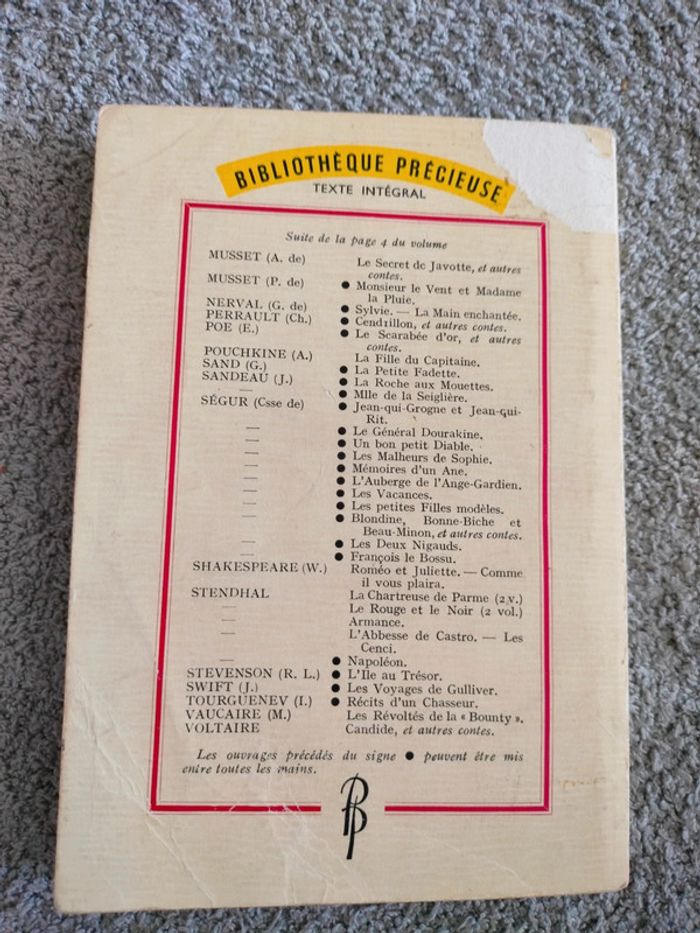 BIBLIOTHÈQUE PRÉCIEUSE
TEXTE INTÉGRAL
Suite de la page 4 du volume
MUSSET (A. de) Le Secret de Javotte, et autres
contes.
MUSSET (P. de) ● Monsieur le Vent et Madame
la Pluie.
NERVAL (G. de) ● Sylvie. — La Main enchantée.
PERRAULT (Ch.) ● Cendrillon, et autres contes.
POE (E.) ● Le Scarabée d'or, et autres
contes.
POUCHKINE (A.) La Fille du Capitaine.
SAND (G.) ● La Petite Fadette.
SANDEAU (J.) ● La Roche aux Mouettes.
— ● Mlle de la Seiglière.
SÉGUR (Csse de) ● Jean-qui-Grogne et Jean-qui-
Rit.
— ● Le Général Dourakine.
— ● Un bon petit Diable.
— ● Les Malheurs de Sophie.
— ● Mémoires d'un Ane.
— ● L'Auberge de l'Ange-Gardien.
— ● Les Vacances.
— ● Les petites Filles modèles.
— ● Blondine, Bonne-Biche et
Beau-Minon, et autres contes.
— ● Les Deux Nigauds.
— ● François le Bossu.
SHAKESPEARE (W.) Roméo et Juliette. — Comme
il vous plaira.
STENDHAL La Chartreuse de Parme (2 v.)
— Le Rouge et le Noir (2 vol.)
— Armance.
— L'Abbesse de Castro. — Les
Cenci.
— ● Napoléon.
STEVENSON (R. L.) ● L'Ile au Trésor.
SWIFT (J.) ● Les Voyages de Gulliver.
TOURGUENEV (I.) ● Récits d'un Chasseur.
VAUCAIRE (M.) Les Révoltés de la « Bounty ».
VOLTAIRE Candide, et autres contes.
Les ouvrages précédés du signe ● peuvent être mis
entre toutes les mains.